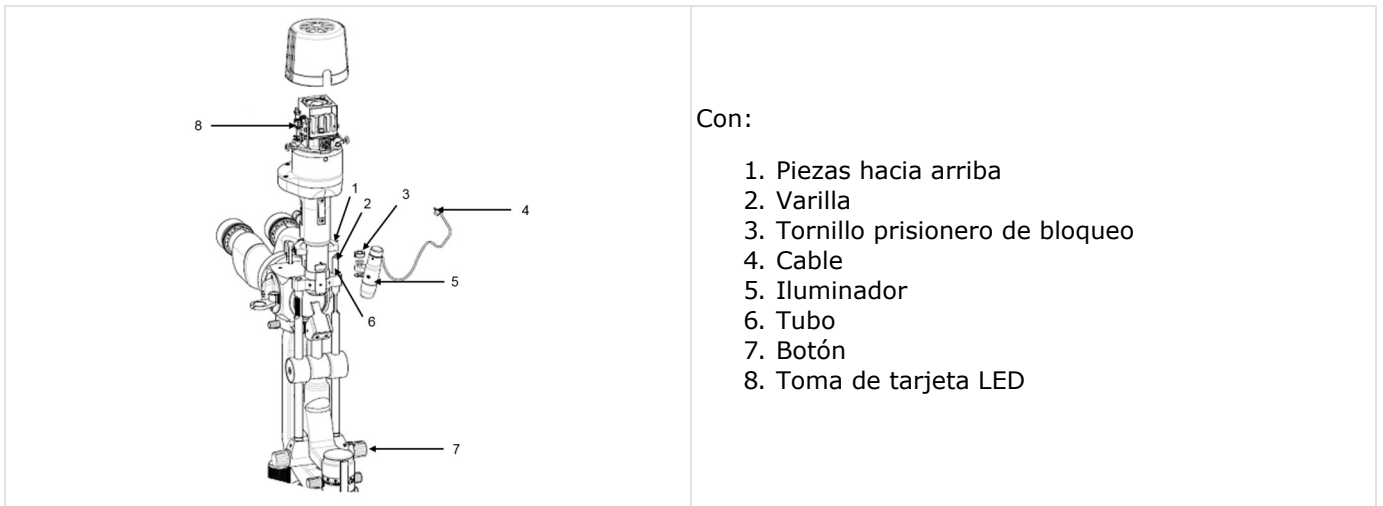 8
1
2
3
4
5
6
7
Con:
1. Piezas hacia arriba
2. Varilla
3. Tornillo prisionero de bloqueo
4. Cable
5. Iluminador
6. Tubo
7. Botón
8. Toma de tarjeta LED